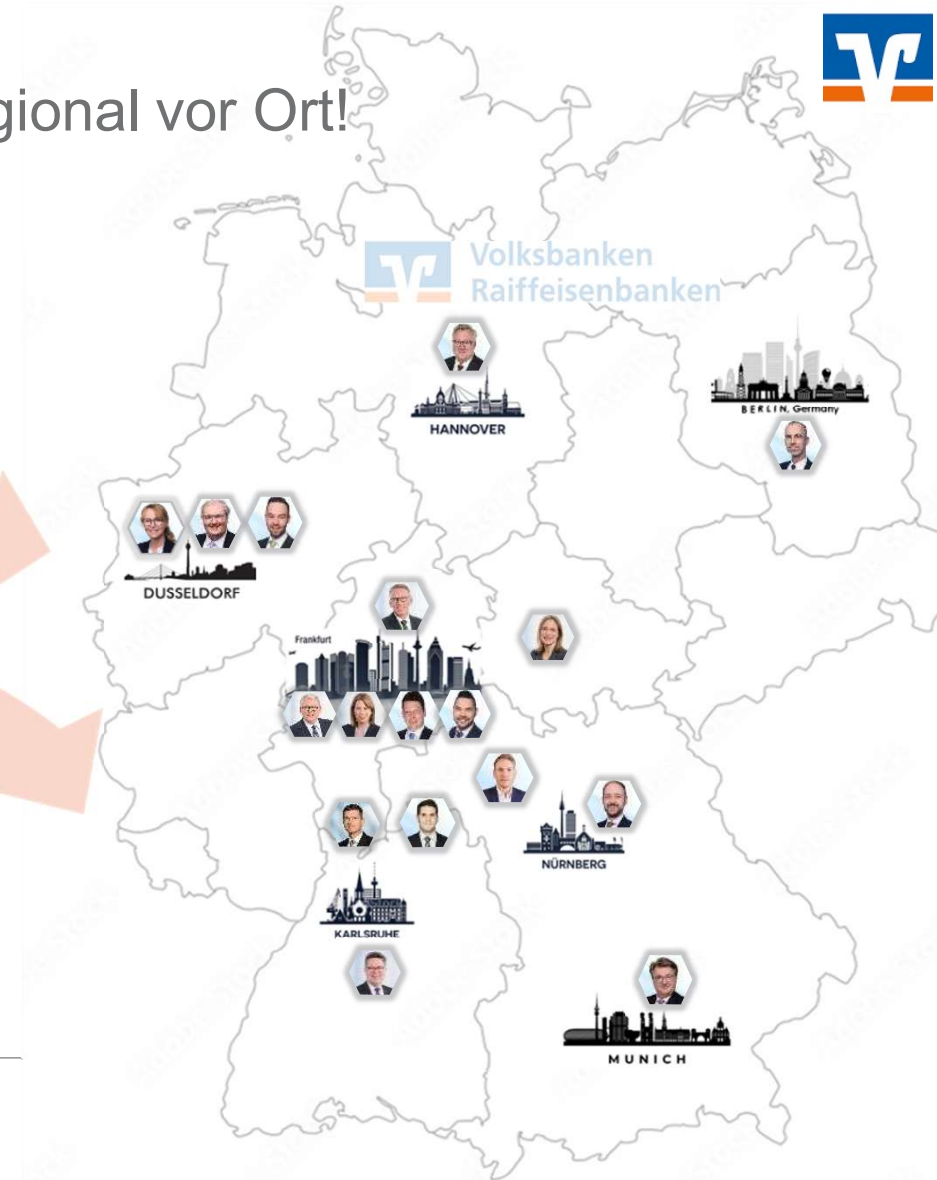 gional vor Ort!
Volksbanken
Raiffeisenbanken
HANNOVER
BERLIN, Germany
DUSSELDORF
Frankfurt
NÜRNBERG
KARLSRUHE
MUNICH